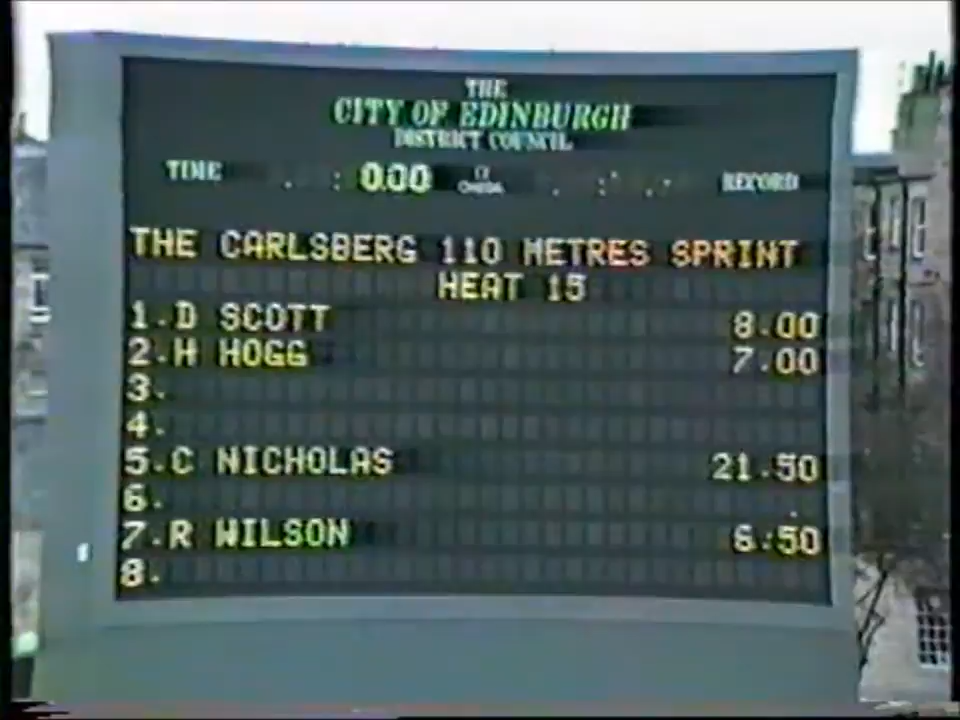 THE
CITY OF EDINBURGH
DISTRICT COUNCIL
TIME 0.00 Ω OMEGA RECORD
THE CARLSBERG 110 METRES SPRINT
HEAT 15
1.D SCOTT 8.00
2.H HOGG 7.00
3.
4.
5.C NICHOLAS 21.50
6.
7.R WILSON 6.50
8.